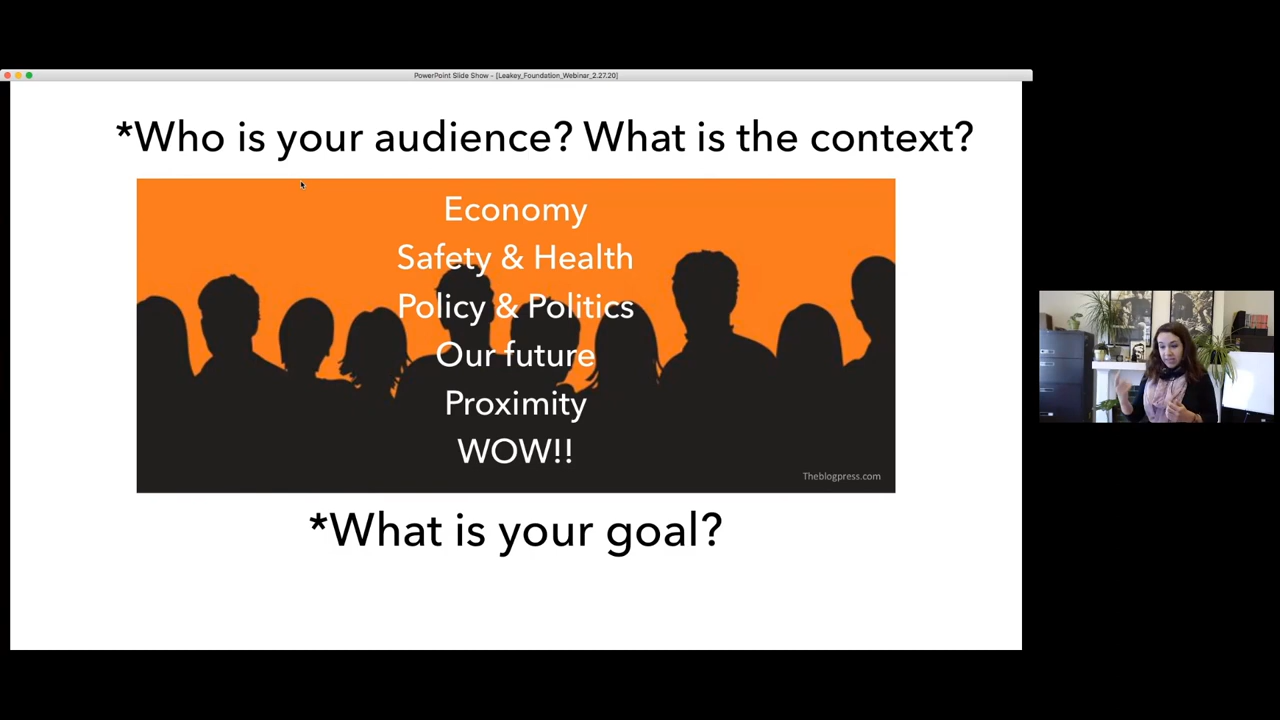 PowerPoint Slide Show - [Leakey_Foundation_Webinar_2.27.20]
*Who is your audience? What is the context?
Economy
Safety & Health
Policy & Politics
Our future
Proximity
WOW!!
Theblogpress.com
*What is your goal?